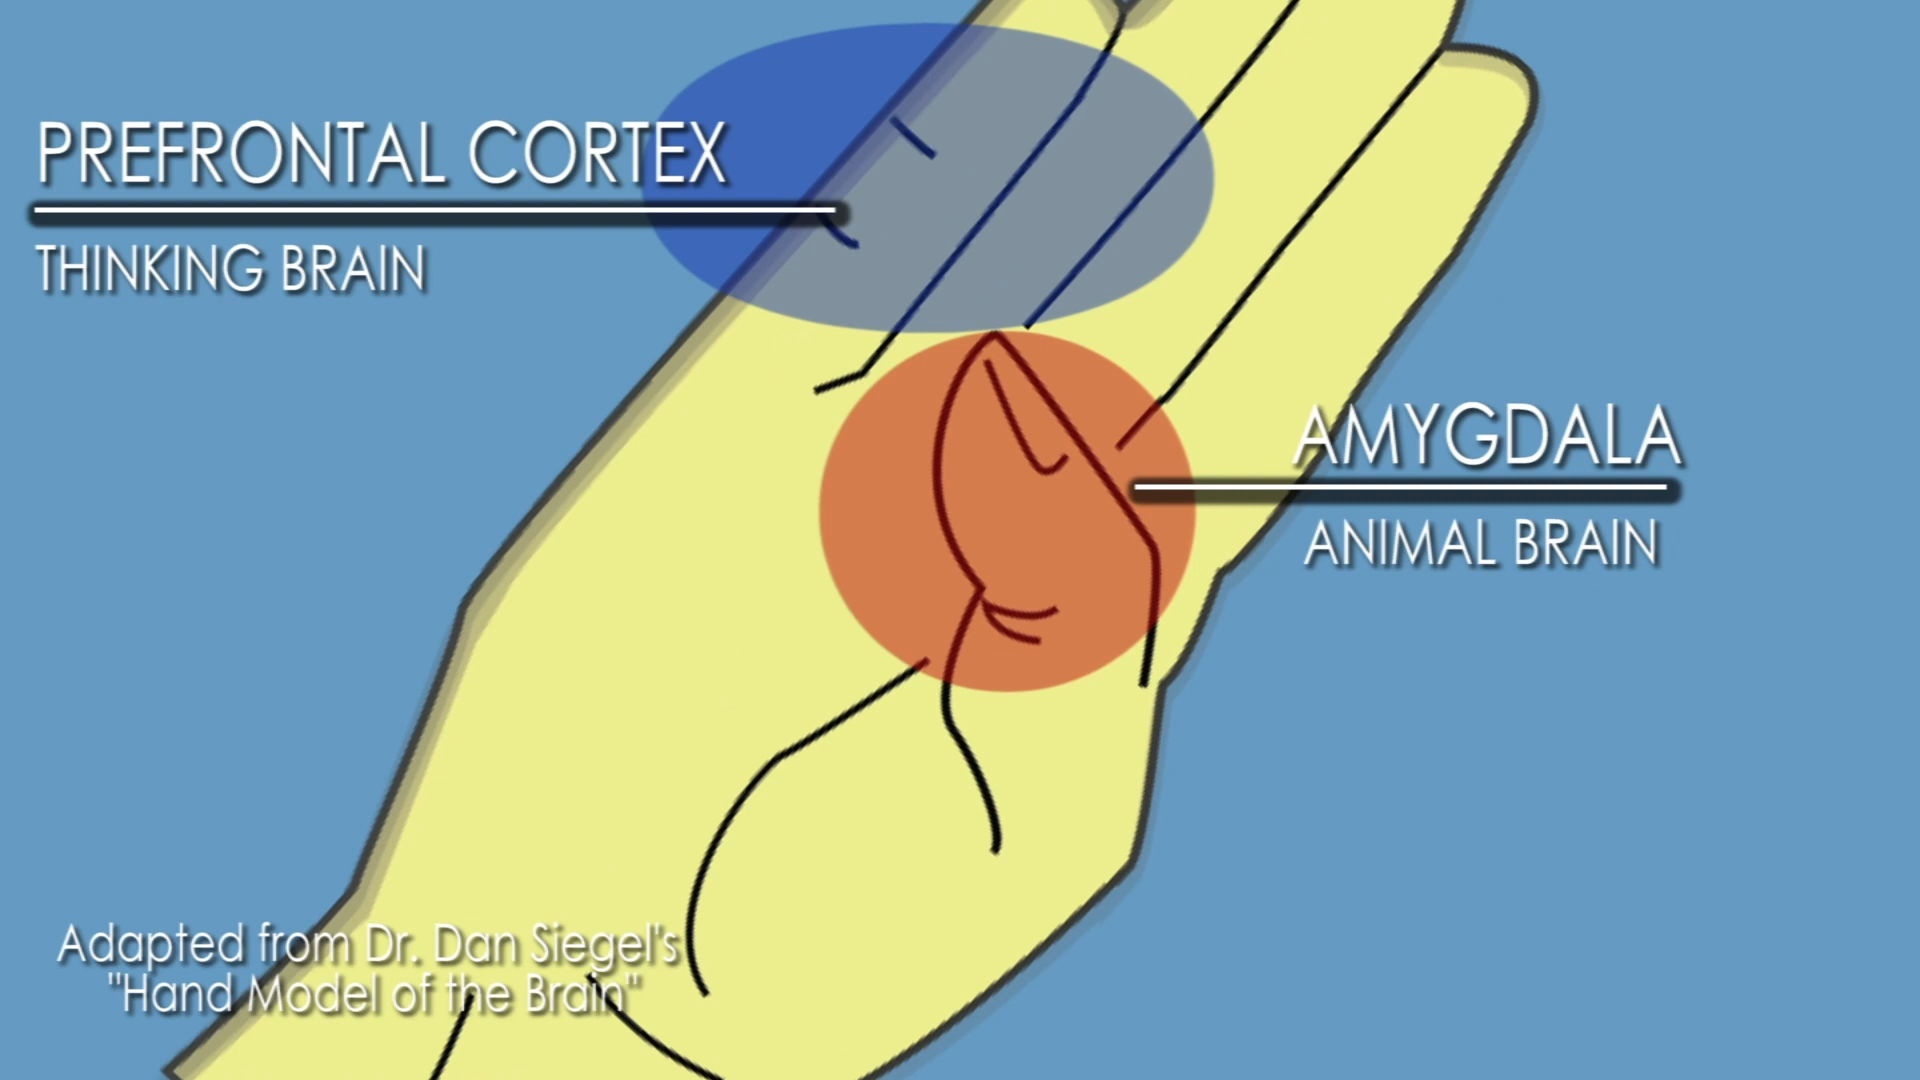 PREFRONTAL CORTEX
THINKING BRAIN
AMYGDALA
ANIMAL BRAIN
Adapted from Dr. Dan Siegel's
"Hand Model of the Brain"